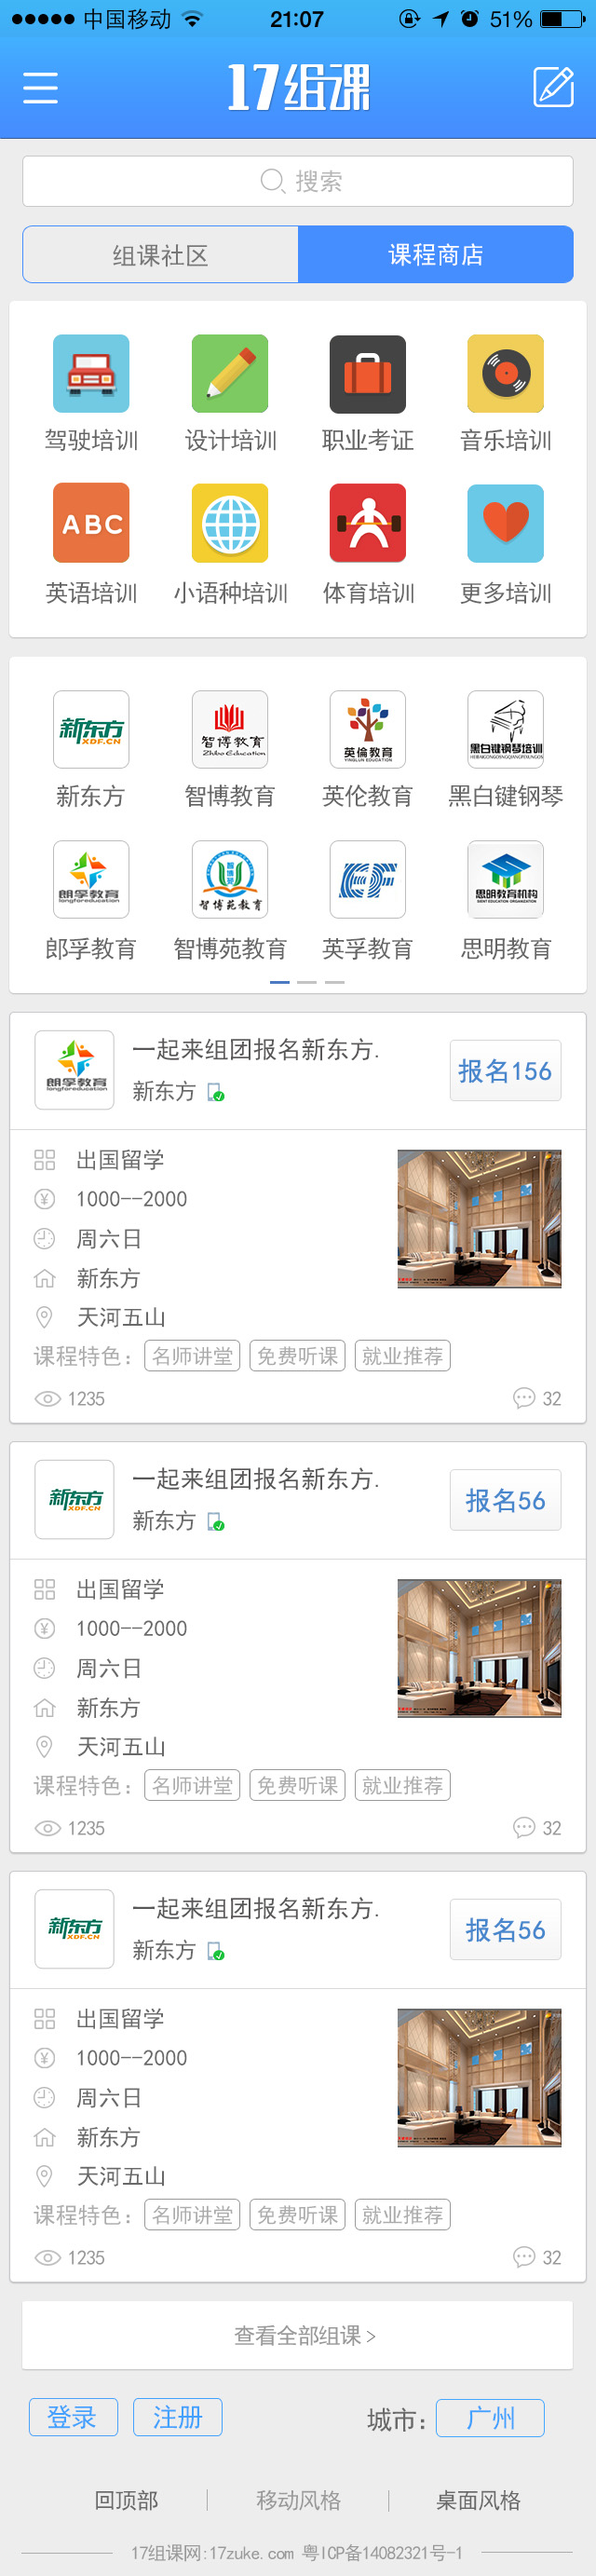 中国移动 21:07 51%
17组课
搜索
组课社区 课程商店
驾驶培训 设计培训 职业考证 音乐培训
ABC
英语培训 小语种培训 体育培训 更多培训
新东方 XDF.CN 智博教育 Zhibo Education 英倫教育 YINGLUN EDUCATION 黑白键钢琴培训
新东方 智博教育 英伦教育 黑白键钢琴
朗孚教育 longforeducation 智博苑教育 EF 思明教育机构
郎孚教育 智博苑教育 英孚教育 思明教育
朗孚教育 longforeducation
一起来组团报名新东方.
新东方
报名156
出国留学
1000--2000
周六日
新东方
天河五山
课程特色: 名师讲堂 免费听课 就业推荐
1235 32
新东方 XDF.CN
一起来组团报名新东方.
新东方
报名56
出国留学
1000--2000
周六日
新东方
天河五山
课程特色: 名师讲堂 免费听课 就业推荐
1235 32
新东方 XDF.CN
一起来组团报名新东方.
新东方
报名56
出国留学
1000--2000
周六日
新东方
天河五山
课程特色: 名师讲堂 免费听课 就业推荐
1235 32
查看全部组课>
登录 注册 城市: 广州
回顶部 移动风格 桌面风格
17组课网:17zuke.com 粤ICP备14082321号-1